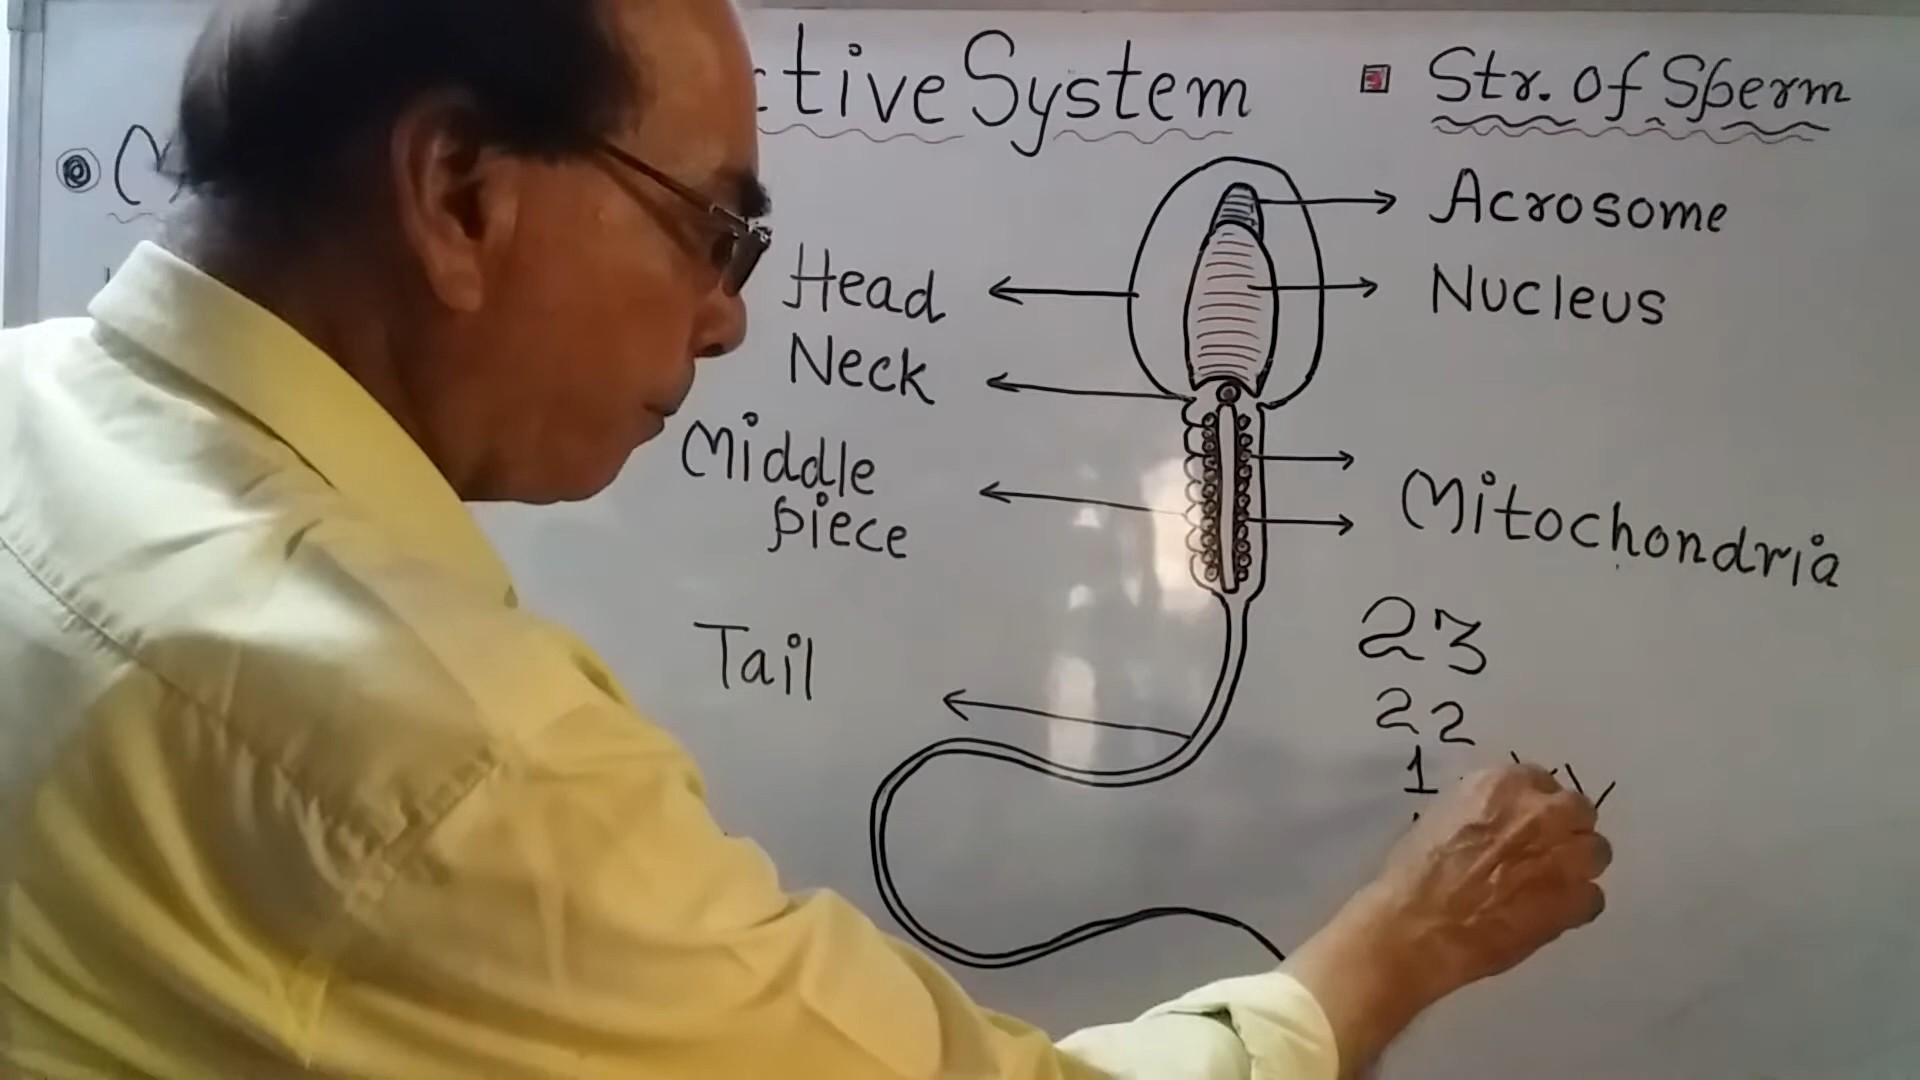 ctive System
Str. of Sperm
Acrosome
Head
Nucleus
Neck
Middle
piece
Mitochondria
Tail
23
22
1